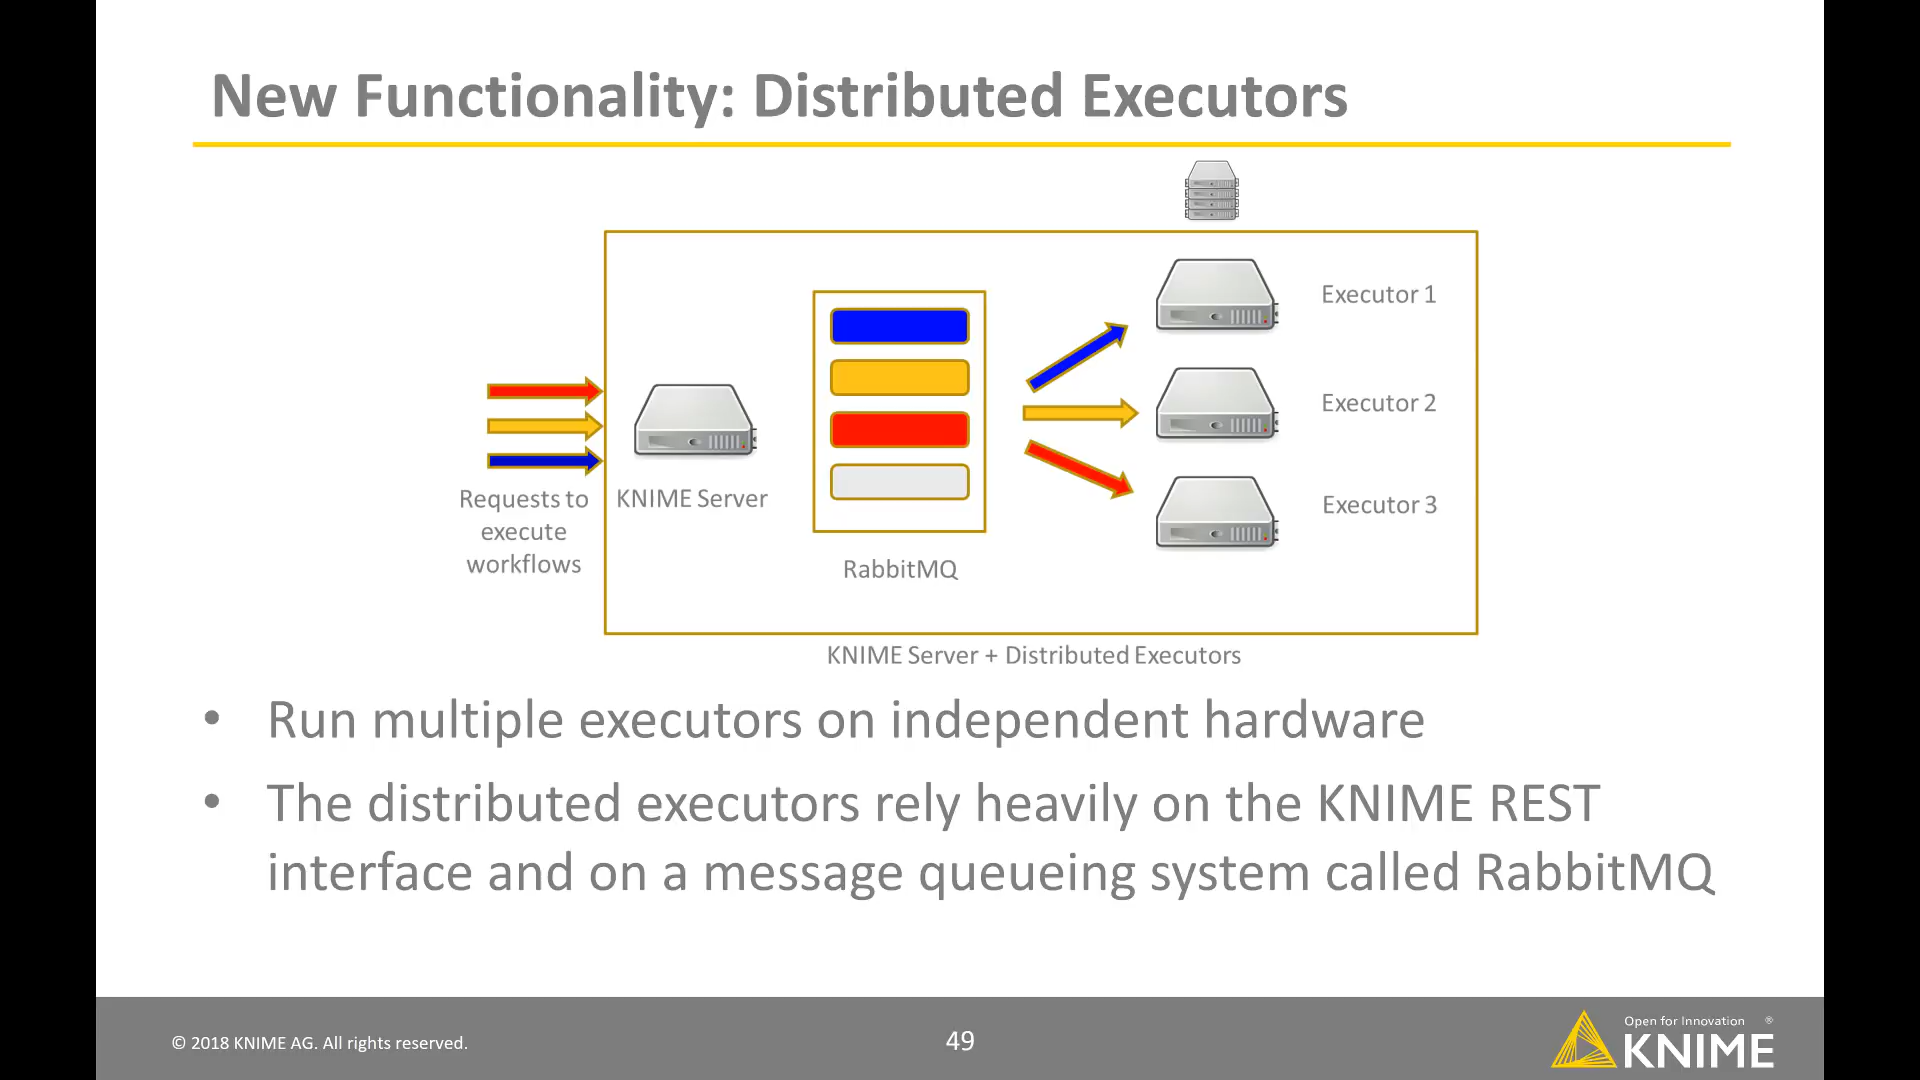 New Functionality: Distributed Executors
Executor 1
Executor 2
Executor 3
Requests to
execute
workflows
KNIME Server
RabbitMQ
KNIME Server + Distributed Executors
• Run multiple executors on independent hardware
• The distributed executors rely heavily on the KNIME REST
interface and on a message queueing system called RabbitMQ
© 2018 KNIME AG. All rights reserved.
49
Open for Innovation ®
KNIME